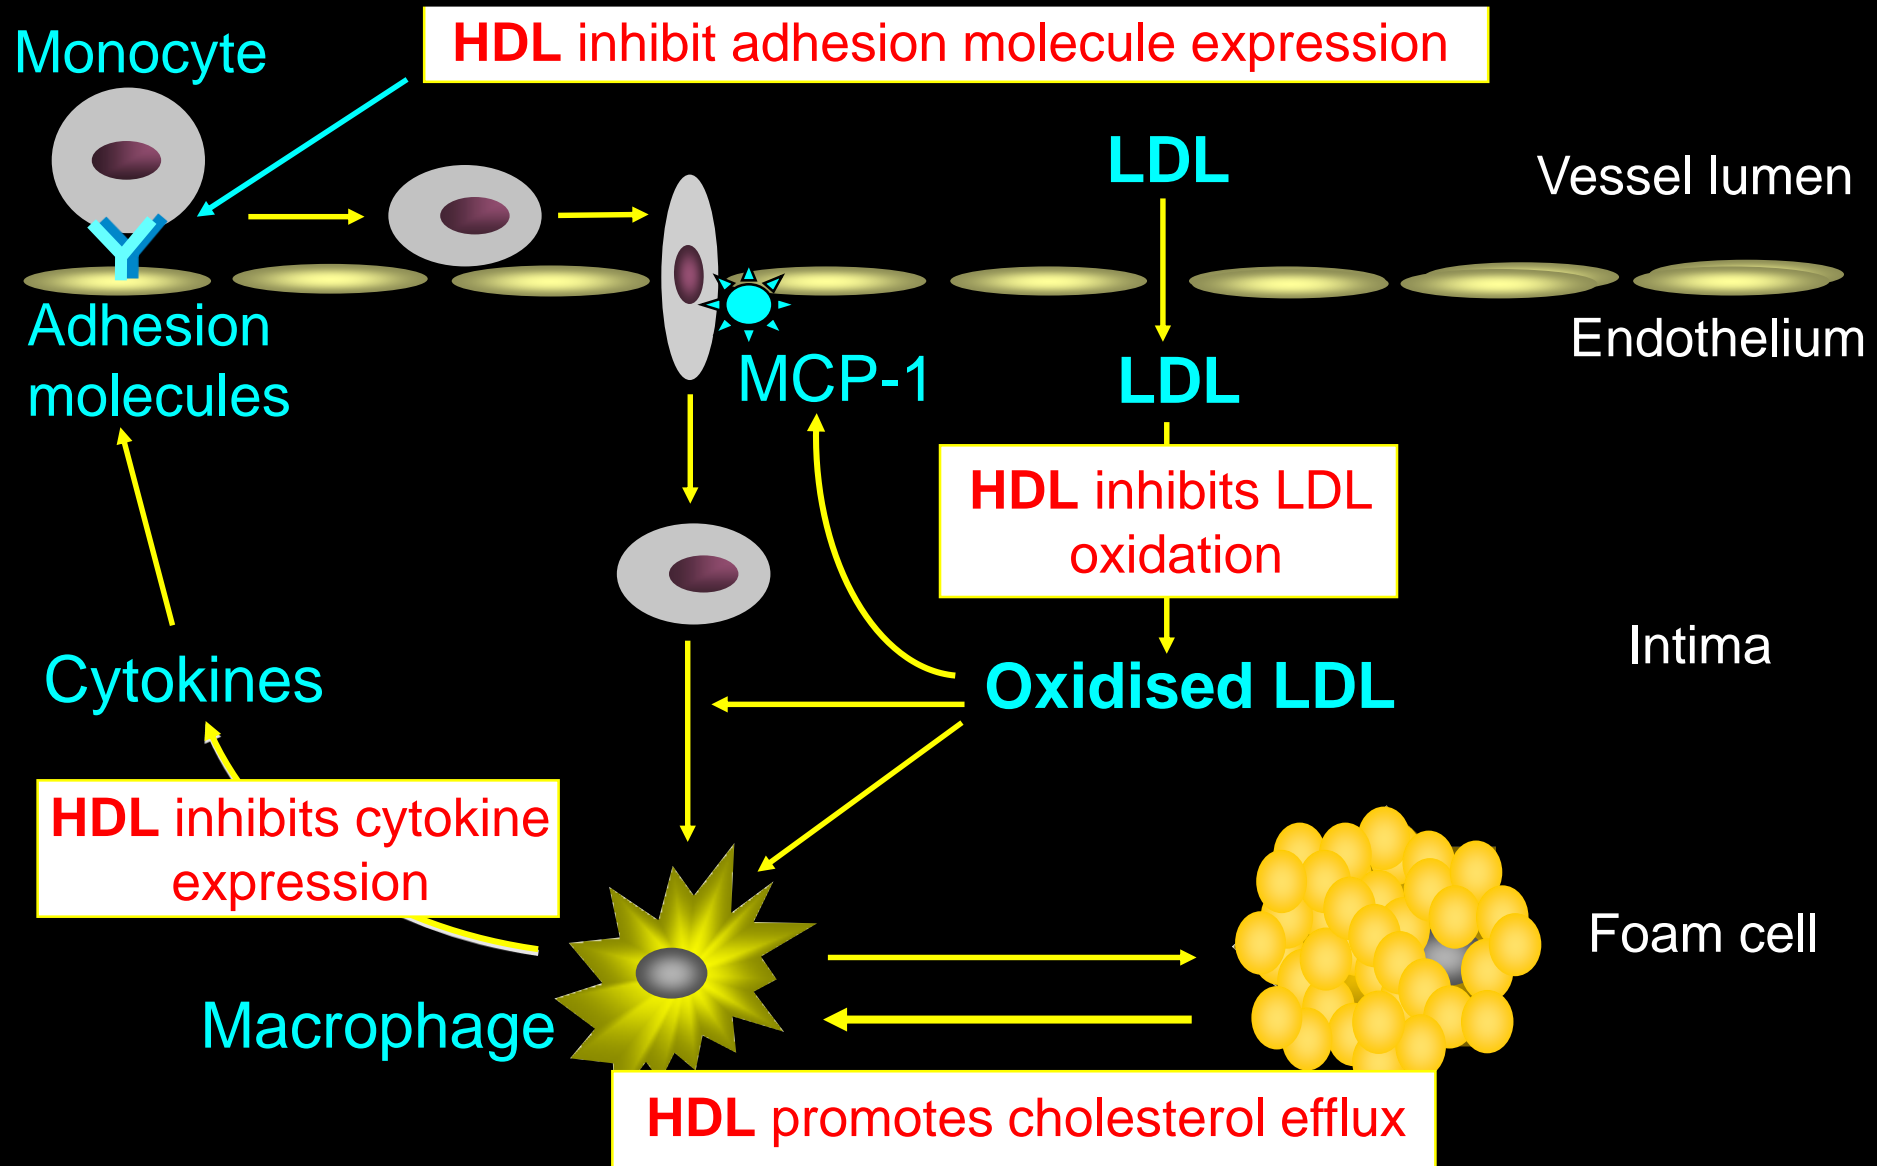 HDL inhibit adhesion molecule expression
Monocyte
LDL
Vessel lumen
Adhesion
molecules
Endothelium
MCP-1
LDL
HDL inhibits LDL
oxidation
Intima
Cytokines
Oxidised LDL
HDL inhibits cytokine
expression
Foam cell
Macrophage
HDL promotes cholesterol efflux